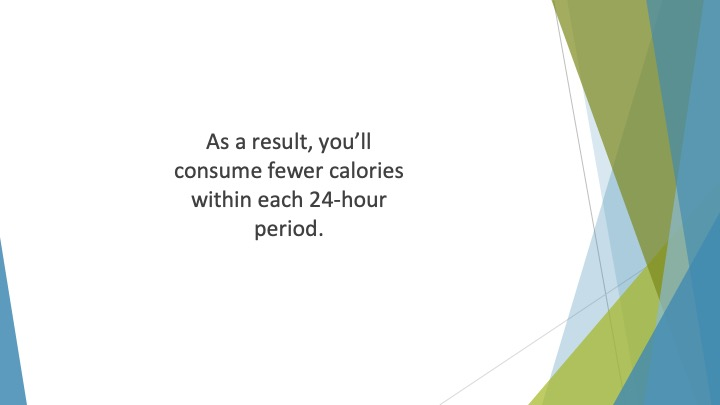 As a result, you’ll
consume fewer calories
within each 24-hour
period.